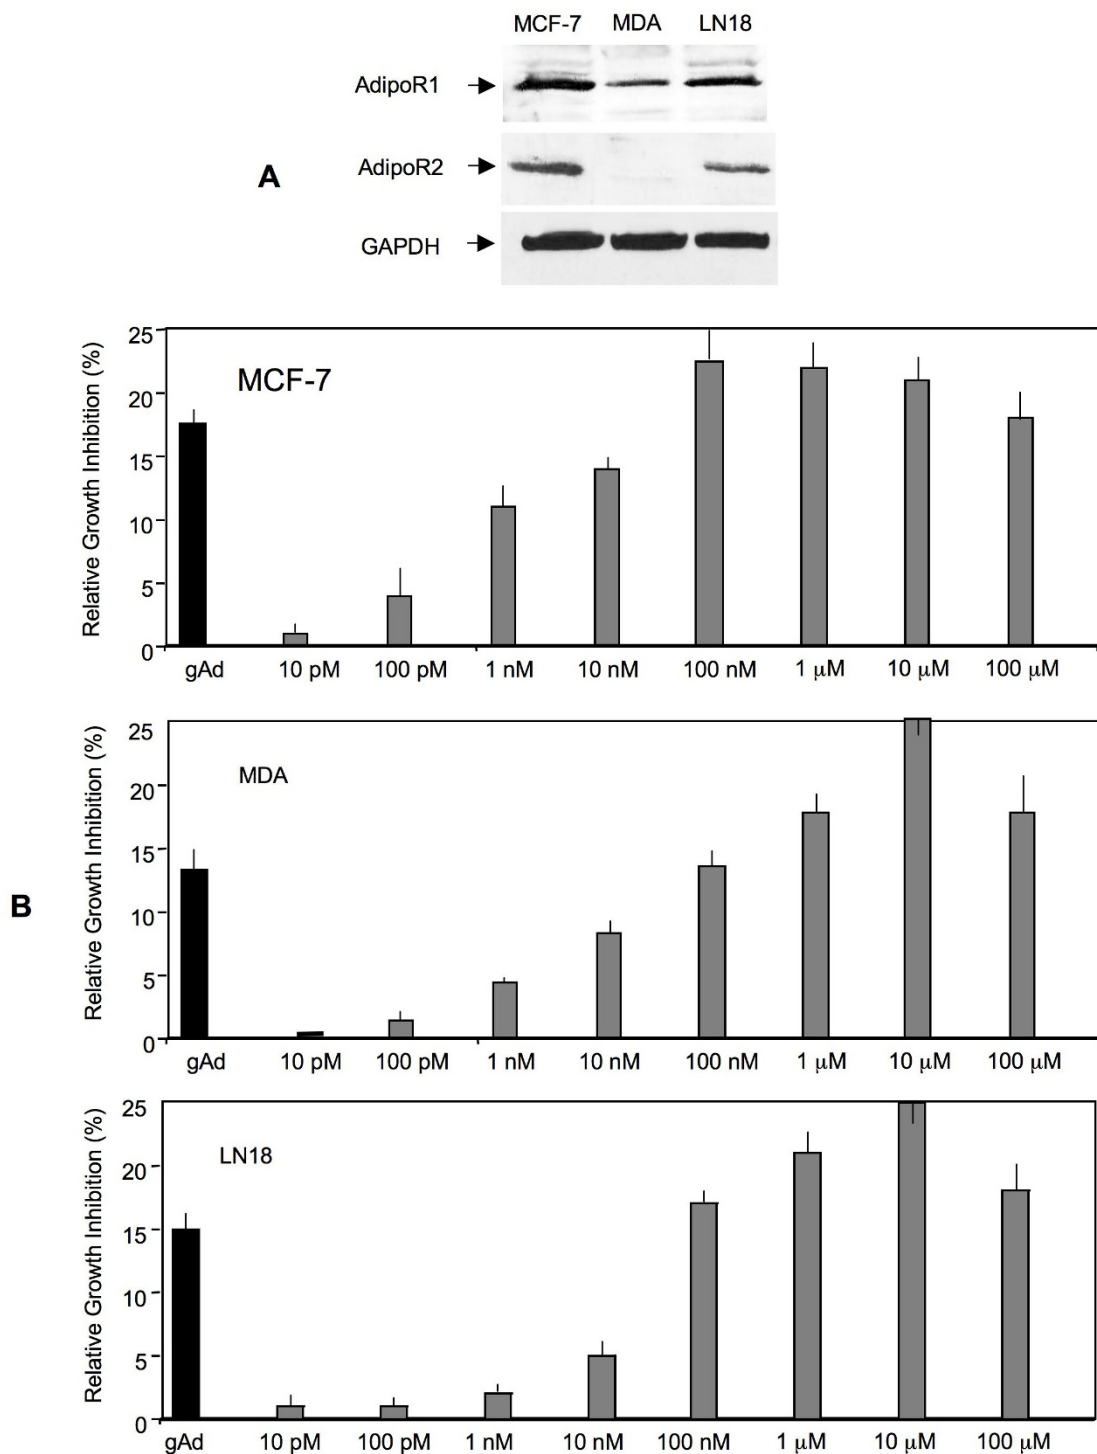 MCF-7 MDA LN18
AdipoR1
AdipoR2
A
GAPDH
Relative Growth Inhibition (%)
25
20
15
10
5
0
MCF-7
gAd 10 pM 100 pM 1 nM 10 nM 100 nM 1 μM 10 μM 100 μM
B
Relative Growth Inhibition (%)
25
20
15
10
5
0
MDA
gAd 10 pM 100 pM 1 nM 10 nM 100 nM 1 μM 10 μM 100 μM
Relative Growth Inhibition (%)
25
20
15
10
5
0
LN18
gAd 10 pM 100 pM 1 nM 10 nM 100 nM 1 μM 10 μM 100 μM